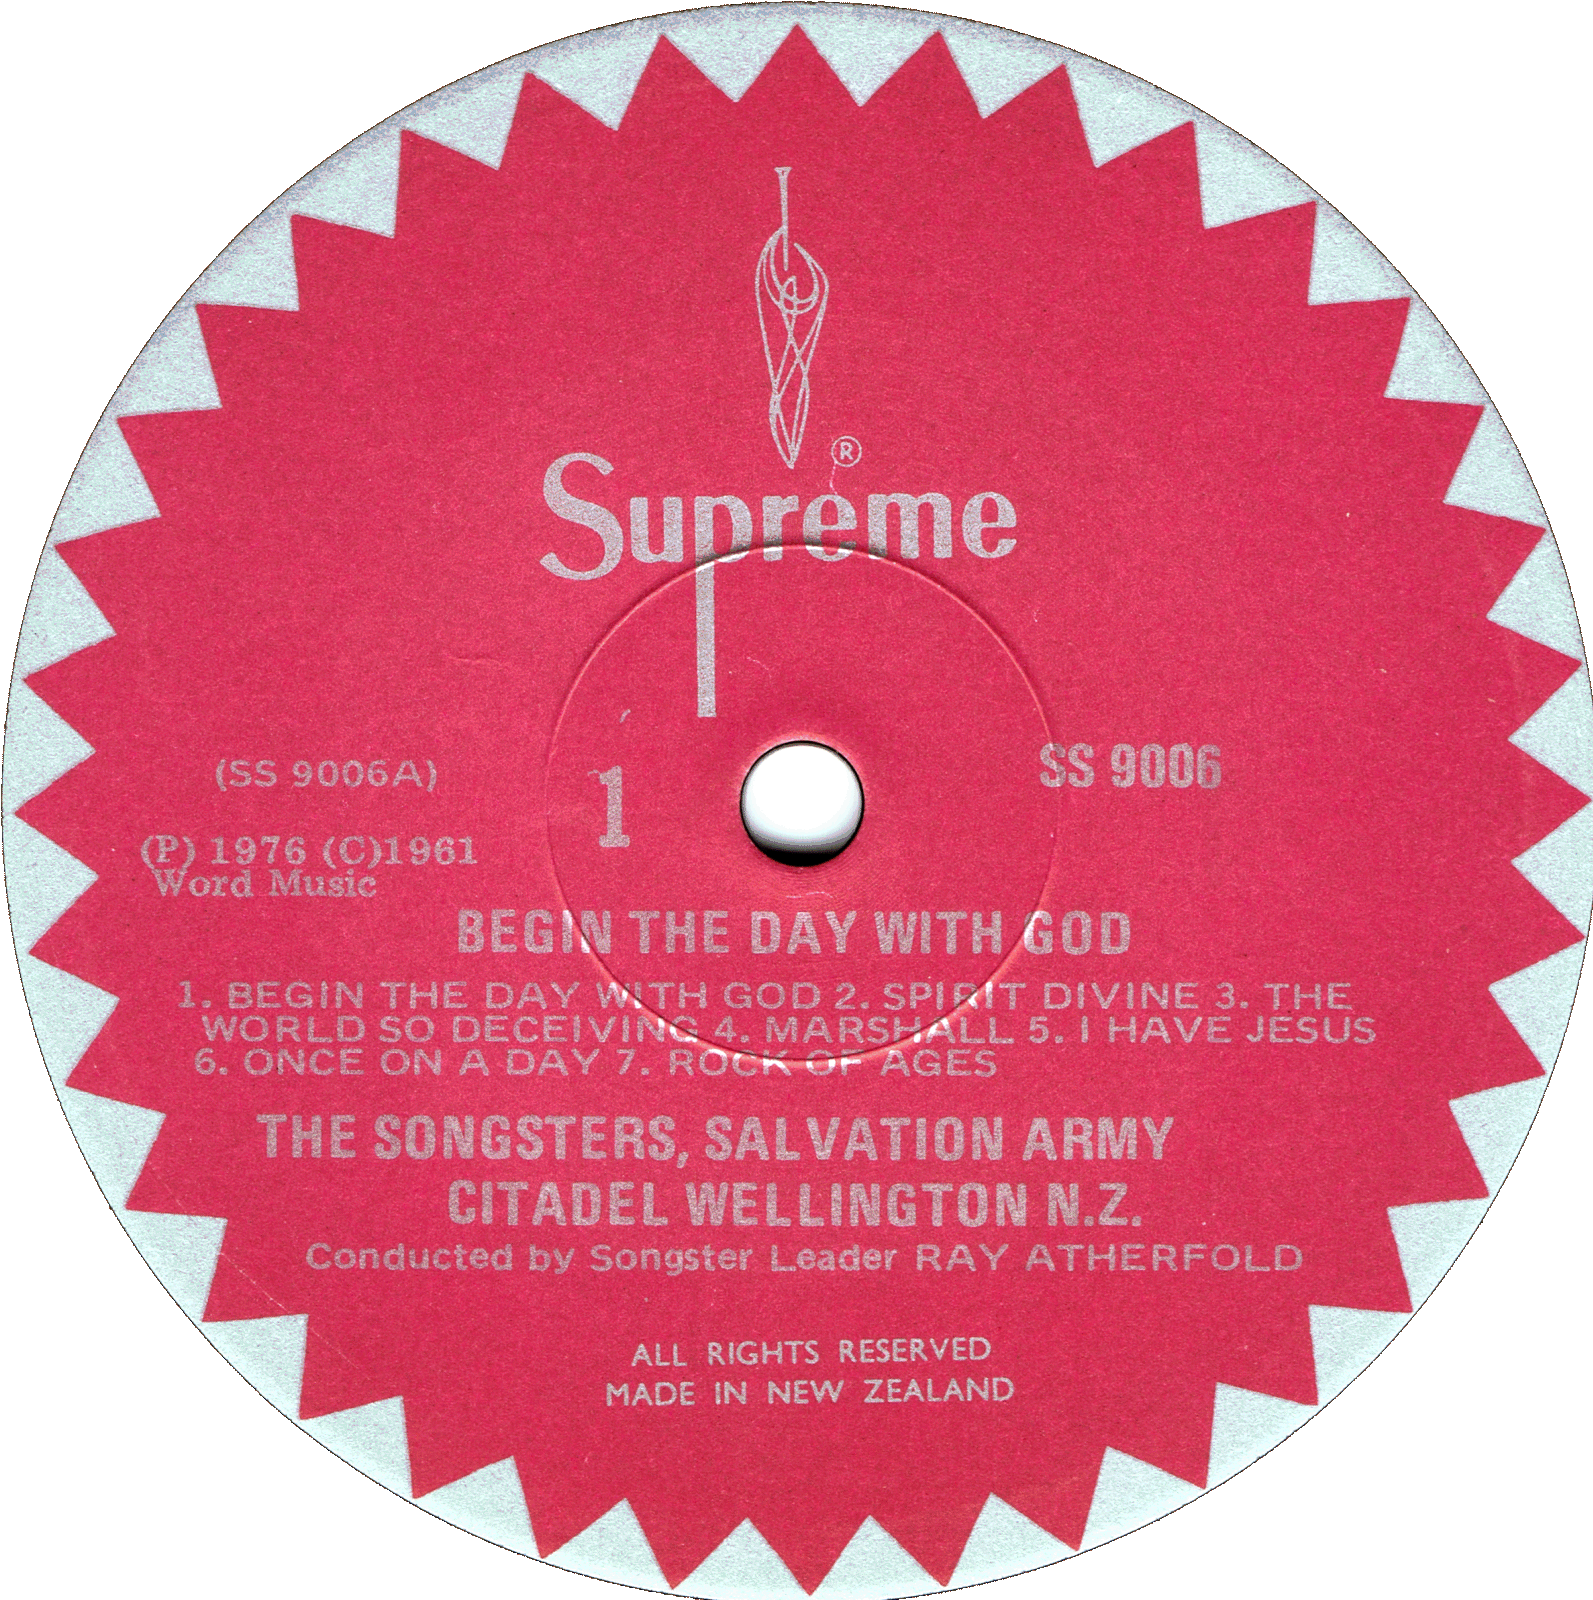 ®
Supreme
(SS 9006A)
1
SS 9006
(P) 1976 (C)1961
Word Music
BEGIN THE DAY WITH GOD
1. BEGIN THE DAY WITH GOD 2. SPIRIT DIVINE 3. THE
WORLD SO DECEIVING 4. MARSHALL 5. I HAVE JESUS
6. ONCE ON A DAY 7. ROCK OF AGES
THE SONGSTERS, SALVATION ARMY
CITADEL WELLINGTON N.Z.
Conducted by Songster Leader RAY ATHERFOLD
ALL RIGHTS RESERVED
MADE IN NEW ZEALAND